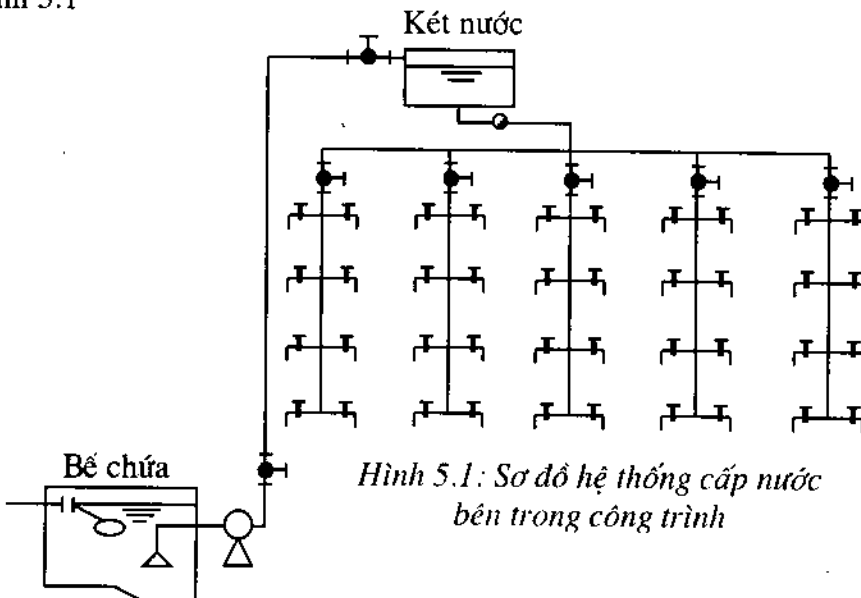 Két nước
Bể chứa
Hình 5.1: Sơ đồ hệ thống cấp nước
bên trong công trình